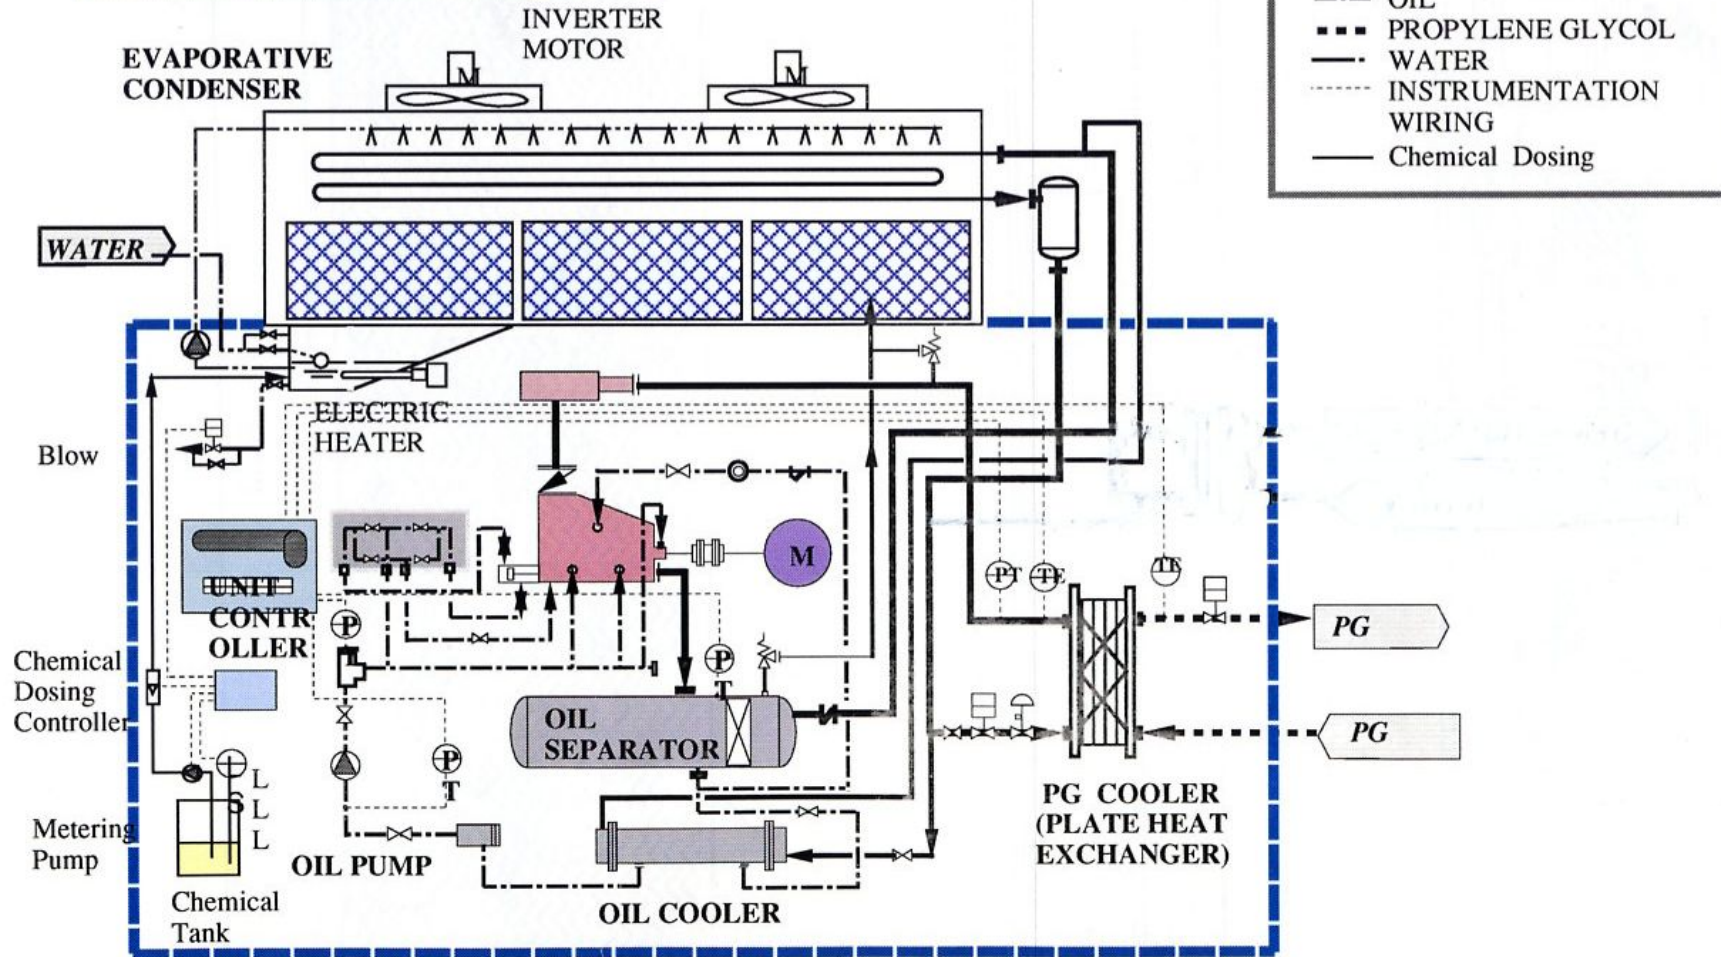 INVERTER
MOTOR
EVAPORATIVE
CONDENSER
M
M
OIL
PROPYLENE GLYCOL
WATER
INSTRUMENTATION
WIRING
Chemical Dosing
WATER
ELECTRIC
HEATER
Blow
UNIT
CONTR
OLLER
M
PT
TE
TE
P
P
T
PG
Chemical
Dosing
Controller
OIL
SEPARATOR
PG
P
T
L
S L
L
PG COOLER
(PLATE HEAT
EXCHANGER)
Metering
Pump
OIL PUMP
Chemical
Tank
OIL COOLER